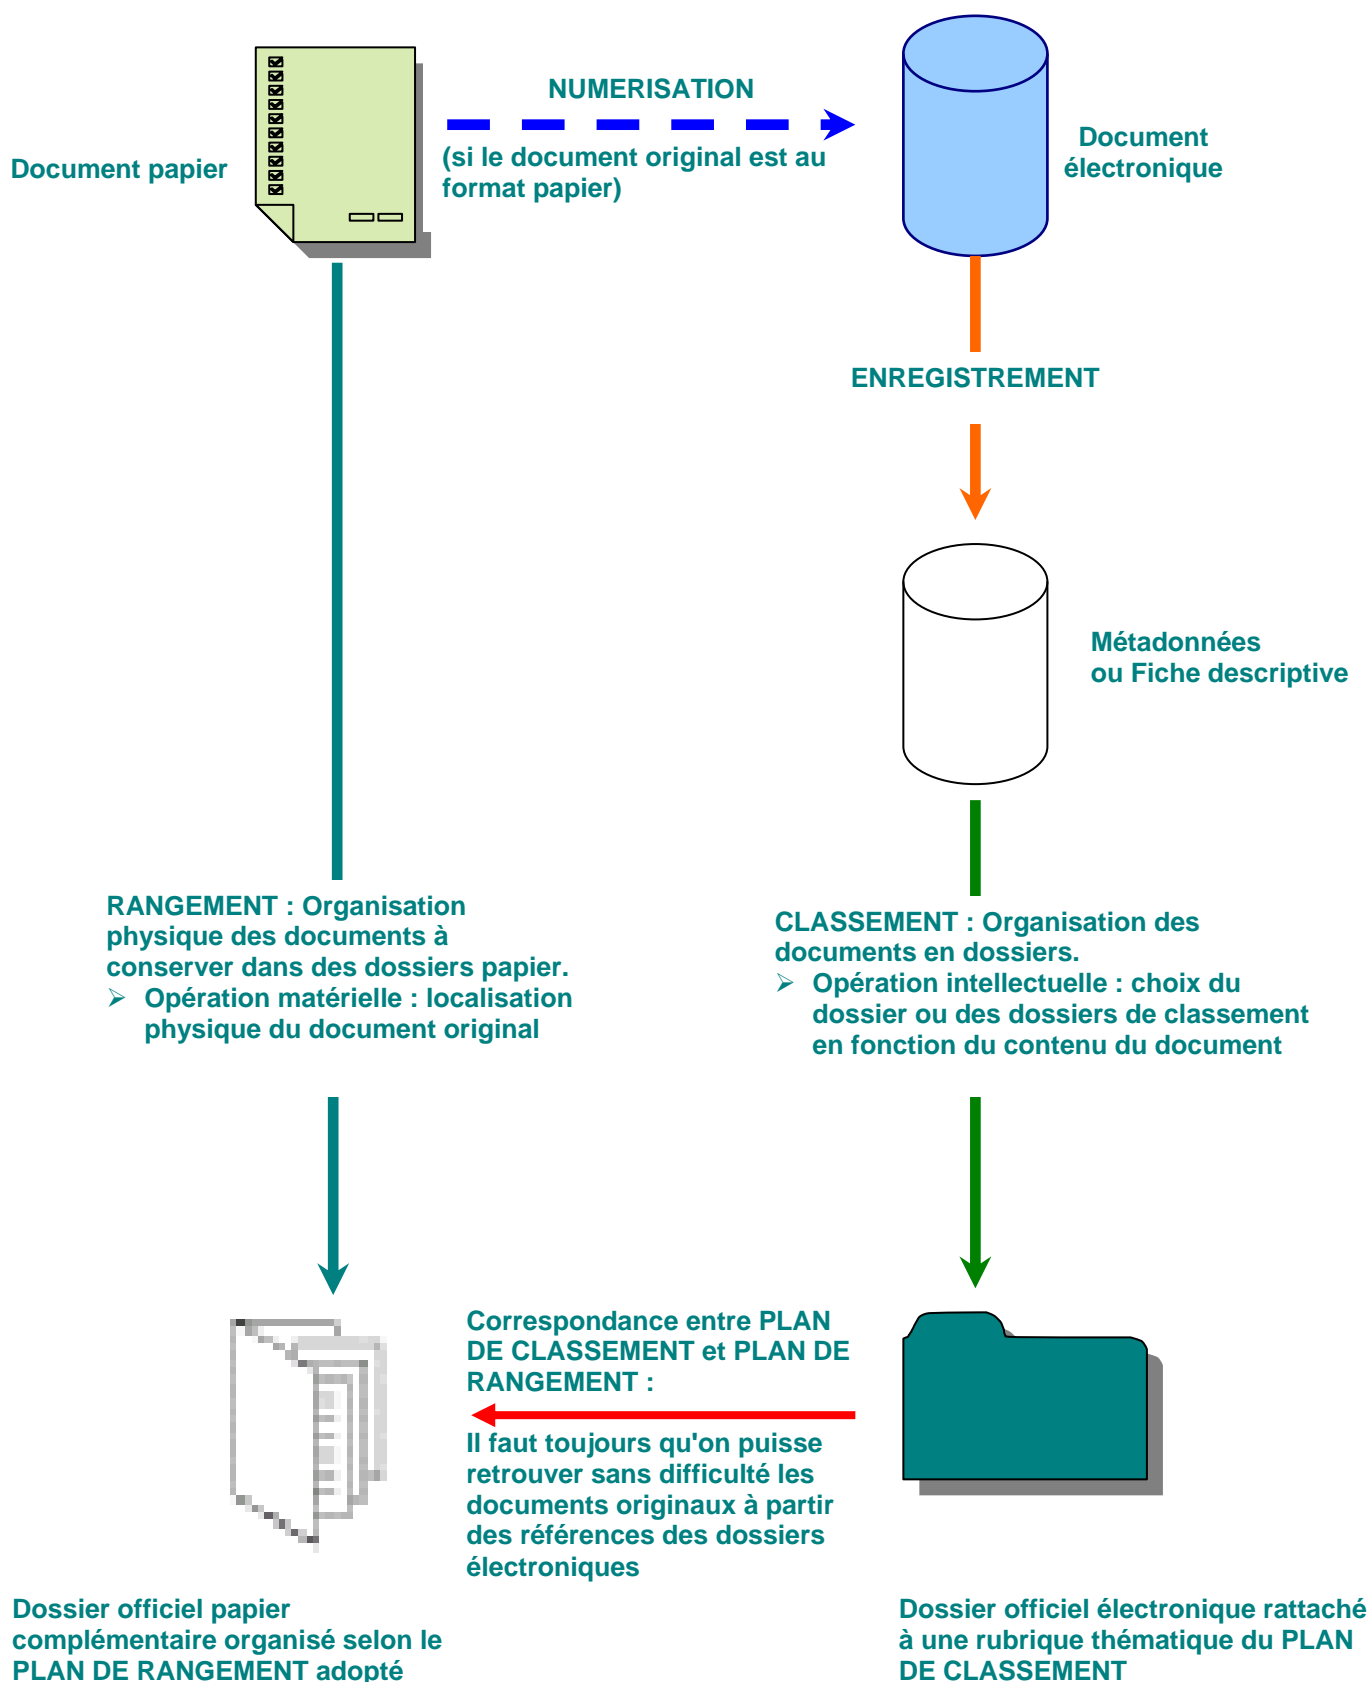 NUMERISATION
Document papier
(si le document original est au
format papier)
Document
électronique
ENREGISTREMENT
Métadonnées
ou Fiche descriptive
RANGEMENT : Organisation
physique des documents à
conserver dans des dossiers papier.
➢ Opération matérielle : localisation
physique du document original
CLASSEMENT : Organisation des
documents en dossiers.
➢ Opération intellectuelle : choix du
dossier ou des dossiers de classement
en fonction du contenu du document
Correspondance entre PLAN
DE CLASSEMENT et PLAN DE
RANGEMENT :
Il faut toujours qu'on puisse
retrouver sans difficulté les
documents originaux à partir
des références des dossiers
électroniques
Dossier officiel papier
complémentaire organisé selon le
PLAN DE RANGEMENT adopté
Dossier officiel électronique rattaché
à une rubrique thématique du PLAN
DE CLASSEMENT